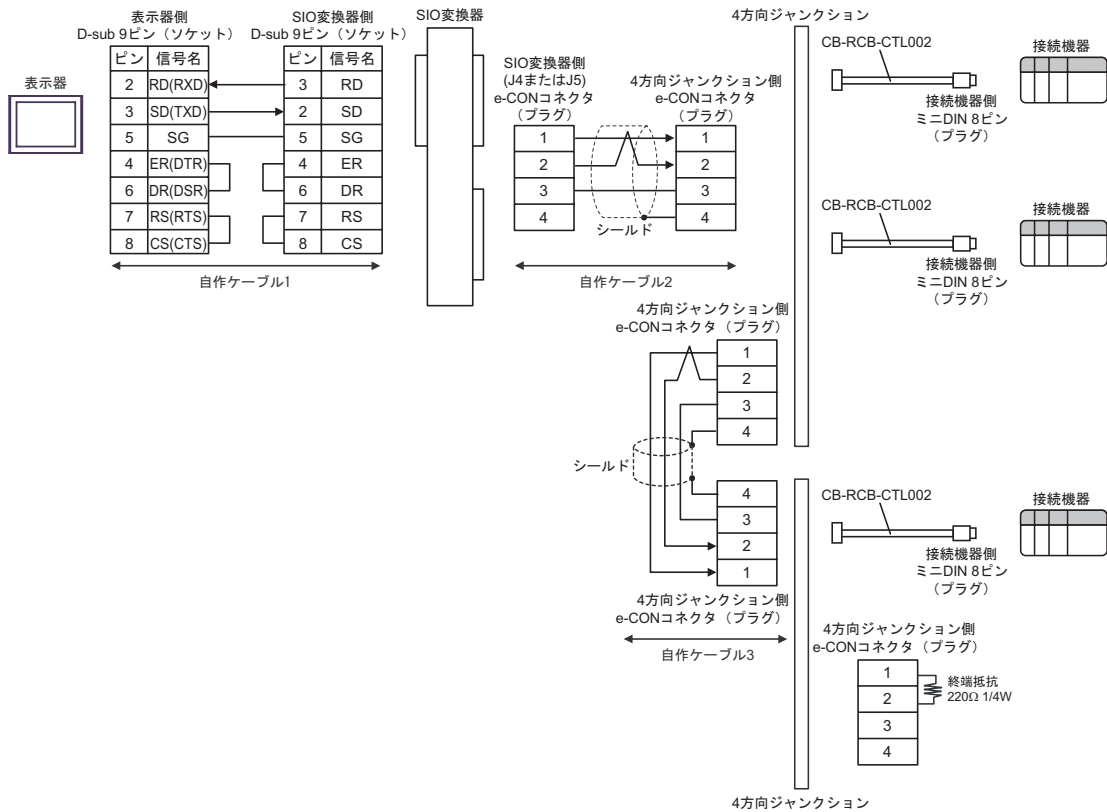 表示器
表示器側
D-sub 9ピン（ソケット）
ピン 信号名
2 RD(RXD)
3 SD(TXD)
5 SG
4 ER(DTR)
6 DR(DSR)
7 RS(RTS)
8 CS(CTS)
SIO変換器側
D-sub 9ピン（ソケット）
ピン 信号名
3 RD
2 SD
5 SG
4 ER
6 DR
7 RS
8 CS
自作ケーブル1
SIO変換器
SIO変換器側
(J4またはJ5)
e-CONコネクタ
（プラグ）
1
2
3
4
シールド
4方向ジャンクション側
e-CONコネクタ
（プラグ）
1
2
3
4
自作ケーブル2
4方向ジャンクション
CB-RCB-CTL002
接続機器側
ミニDIN 8ピン
（プラグ）
接続機器
CB-RCB-CTL002
接続機器側
ミニDIN 8ピン
（プラグ）
接続機器
4方向ジャンクション側
e-CONコネクタ（プラグ）
1
2
3
4
シールド
4
3
2
1
4方向ジャンクション側
e-CONコネクタ（プラグ）
自作ケーブル3
CB-RCB-CTL002
接続機器側
ミニDIN 8ピン
（プラグ）
接続機器
4方向ジャンクション側
e-CONコネクタ（プラグ）
1
2
3
4
終端抵抗
220Ω 1/4W
4方向ジャンクション